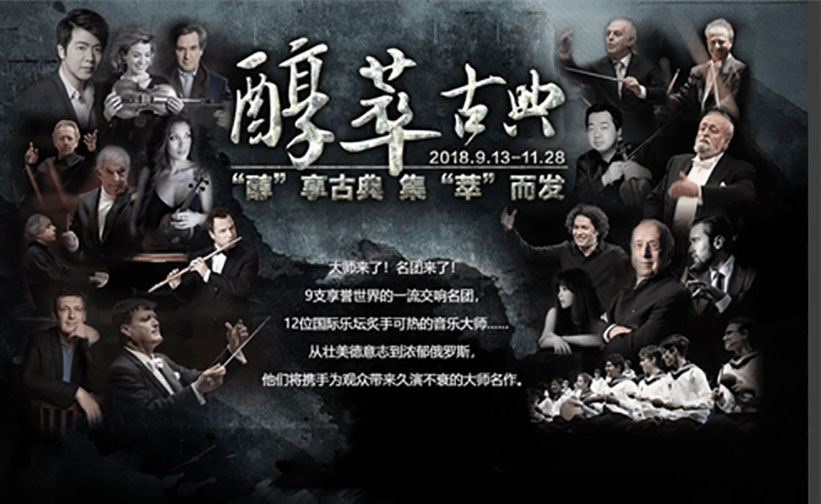 醇萃古典
2018.9.13-11.28
“醇”享古典 集“萃”而发
大师来了！名团来了！
9支享誉世界的一流交响名团，
12位国际乐坛炙手可热的音乐大师......
从壮美德意志到浓郁俄罗斯，
他们将携手为观众带来久演不衰的大师名作。